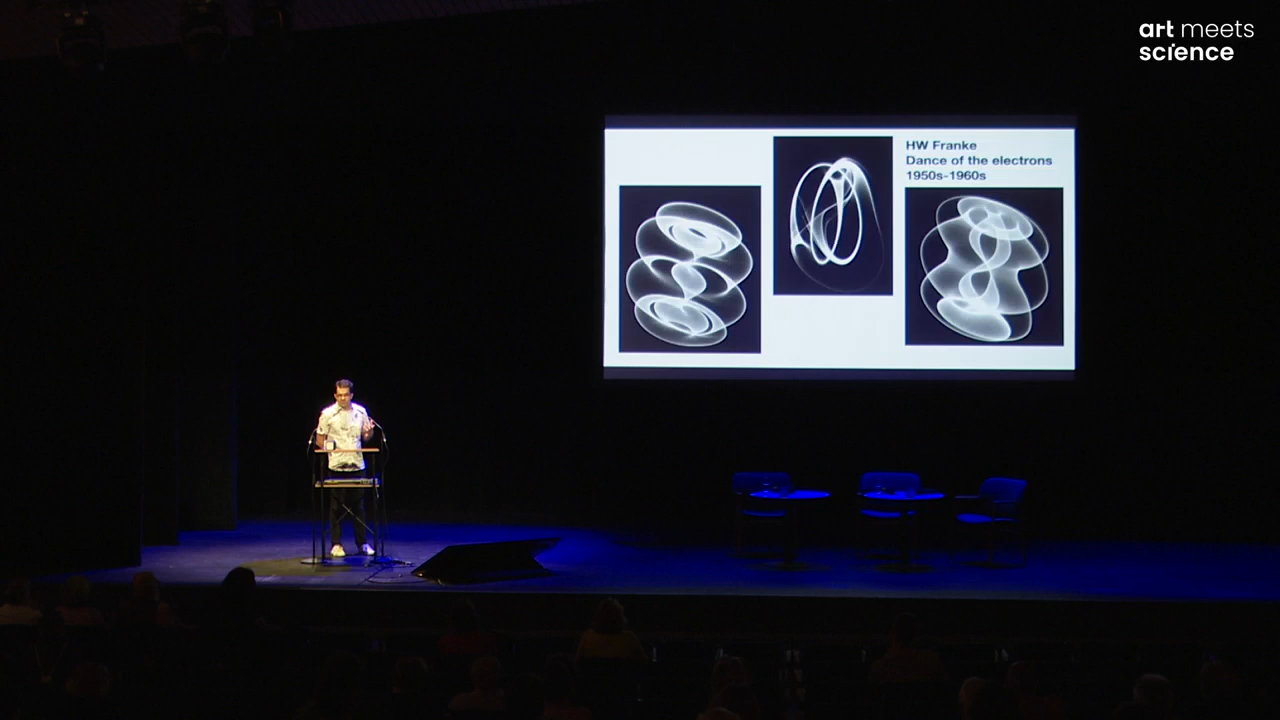 art meets
science
HW Franke
Dance of the electrons
1950s-1960s